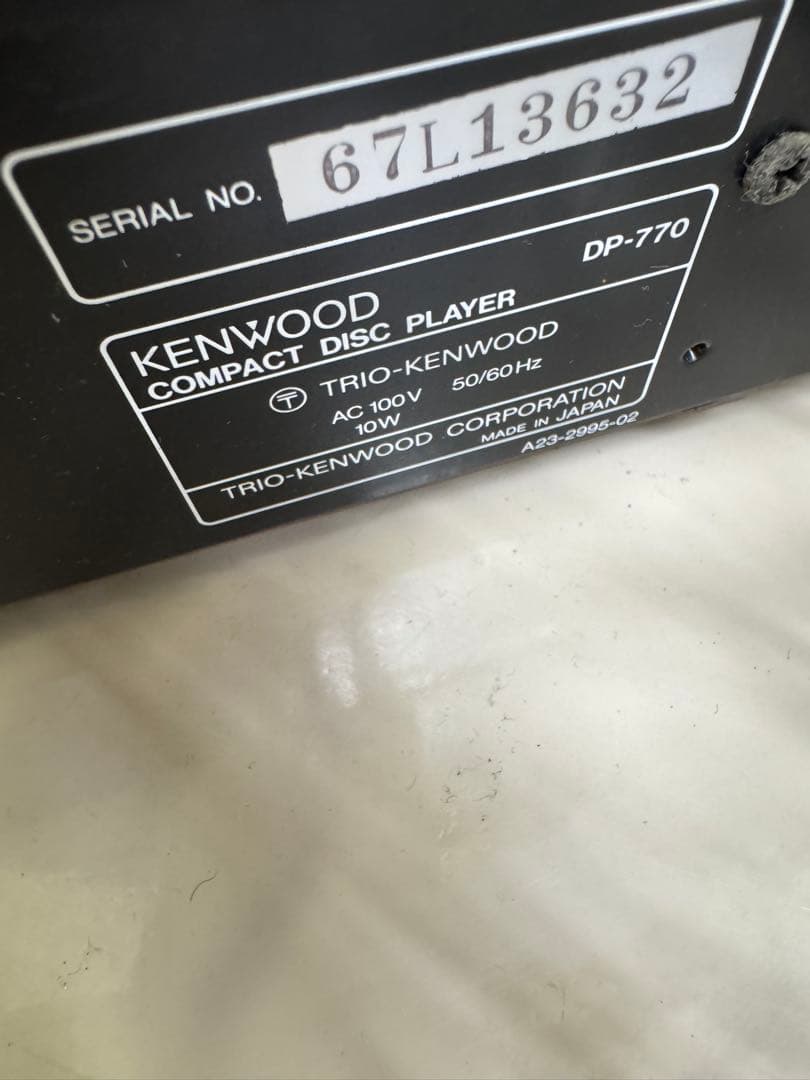 SERIAL NO. 67L13632
DP-770
KENWOOD
COMPACT DISC PLAYER
〒 TRIO-KENWOOD
AC 100V 50/60Hz
10W
TRIO-KENWOOD CORPORATION
MADE IN JAPAN
A23-2995-02